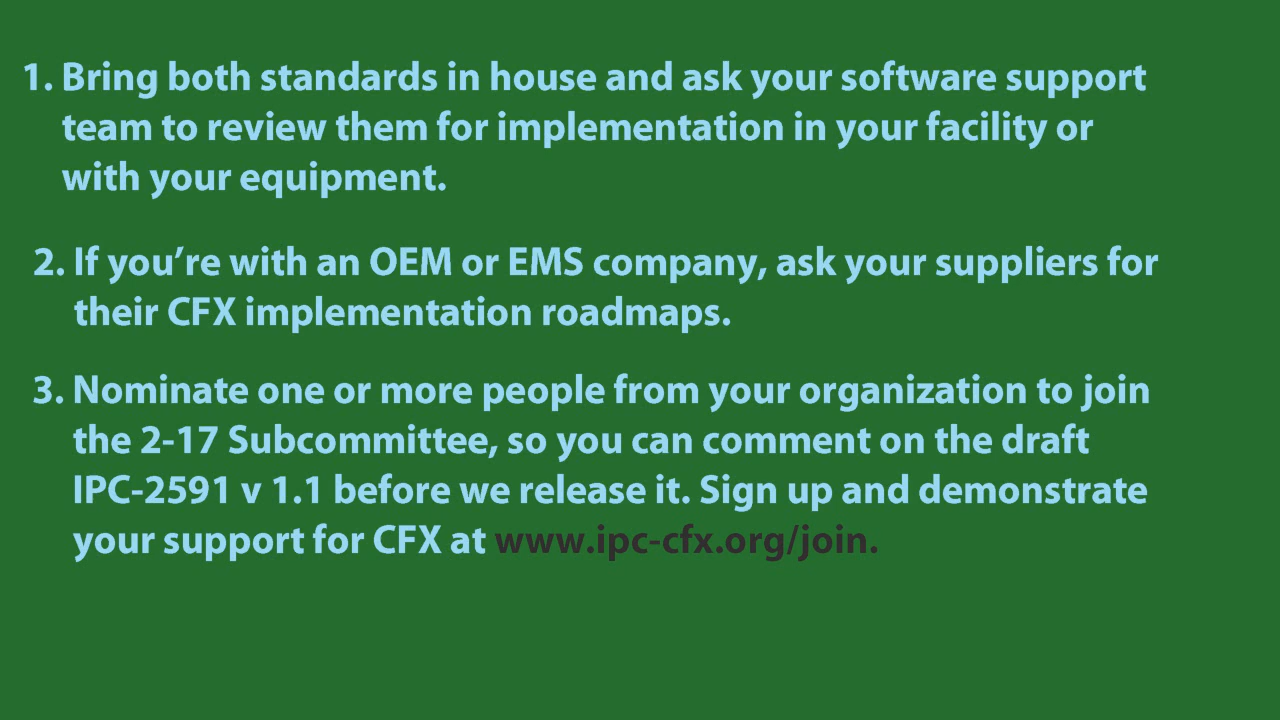 1. Bring both standards in house and ask your software support
team to review them for implementation in your facility or
with your equipment.
2. If you’re with an OEM or EMS company, ask your suppliers for
their CFX implementation roadmaps.
3. Nominate one or more people from your organization to join
the 2-17 Subcommittee, so you can comment on the draft
IPC-2591 v 1.1 before we release it. Sign up and demonstrate
your support for CFX at www.ipc-cfx.org/join.